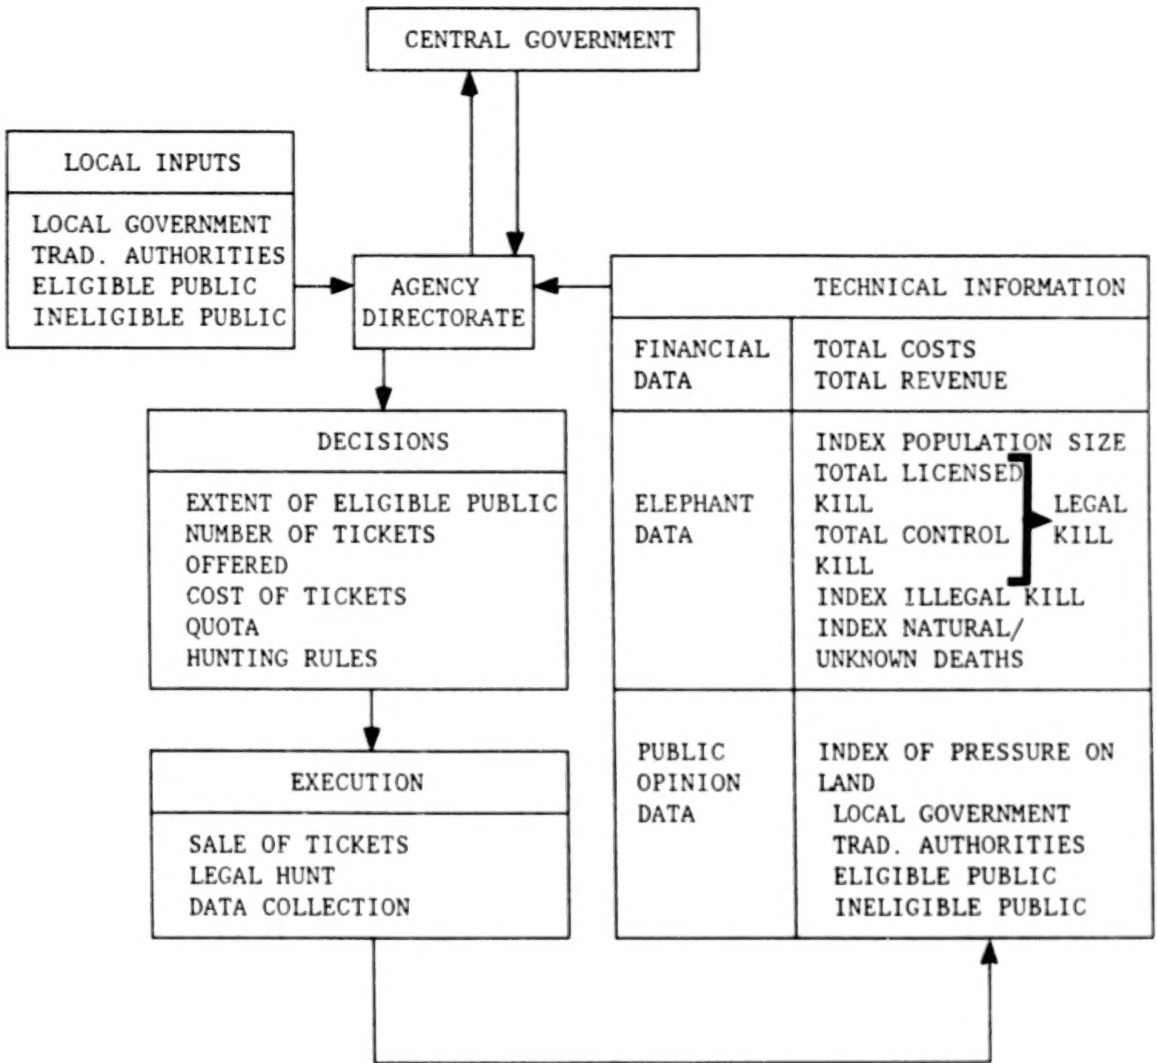 CENTRAL GOVERNMENT
LOCAL INPUTS
LOCAL GOVERNMENT
TRAD. AUTHORITIES
ELIGIBLE PUBLIC
INELIGIBLE PUBLIC
AGENCY
DIRECTORATE
DECISIONS
EXTENT OF ELIGIBLE PUBLIC
NUMBER OF TICKETS
OFFERED
COST OF TICKETS
QUOTA
HUNTING RULES
EXECUTION
SALE OF TICKETS
LEGAL HUNT
DATA COLLECTION
TECHNICAL INFORMATION
FINANCIAL
DATA
TOTAL COSTS
TOTAL REVENUE
ELEPHANT
DATA
INDEX POPULATION SIZE
TOTAL LICENSED
KILL
TOTAL CONTROL
KILL
LEGAL
KILL
INDEX ILLEGAL KILL
INDEX NATURAL/
UNKNOWN DEATHS
PUBLIC
OPINION
DATA
INDEX OF PRESSURE ON
LAND
LOCAL GOVERNMENT
TRAD. AUTHORITIES
ELIGIBLE PUBLIC
INELIGIBLE PUBLIC